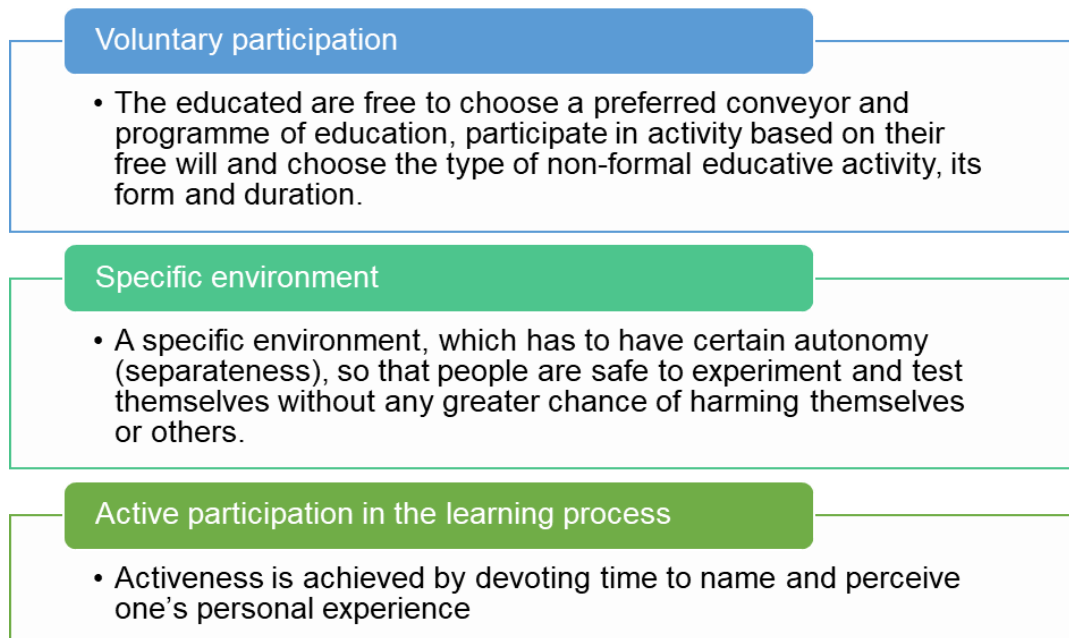 Voluntary participation
• The educated are free to choose a preferred conveyor and
programme of education, participate in activity based on their
free will and choose the type of non-formal educative activity, its
form and duration.
Specific environment
• A specific environment, which has to have certain autonomy
(separateness), so that people are safe to experiment and test
themselves without any greater chance of harming themselves
or others.
Active participation in the learning process
• Activeness is achieved by devoting time to name and perceive
one’s personal experience